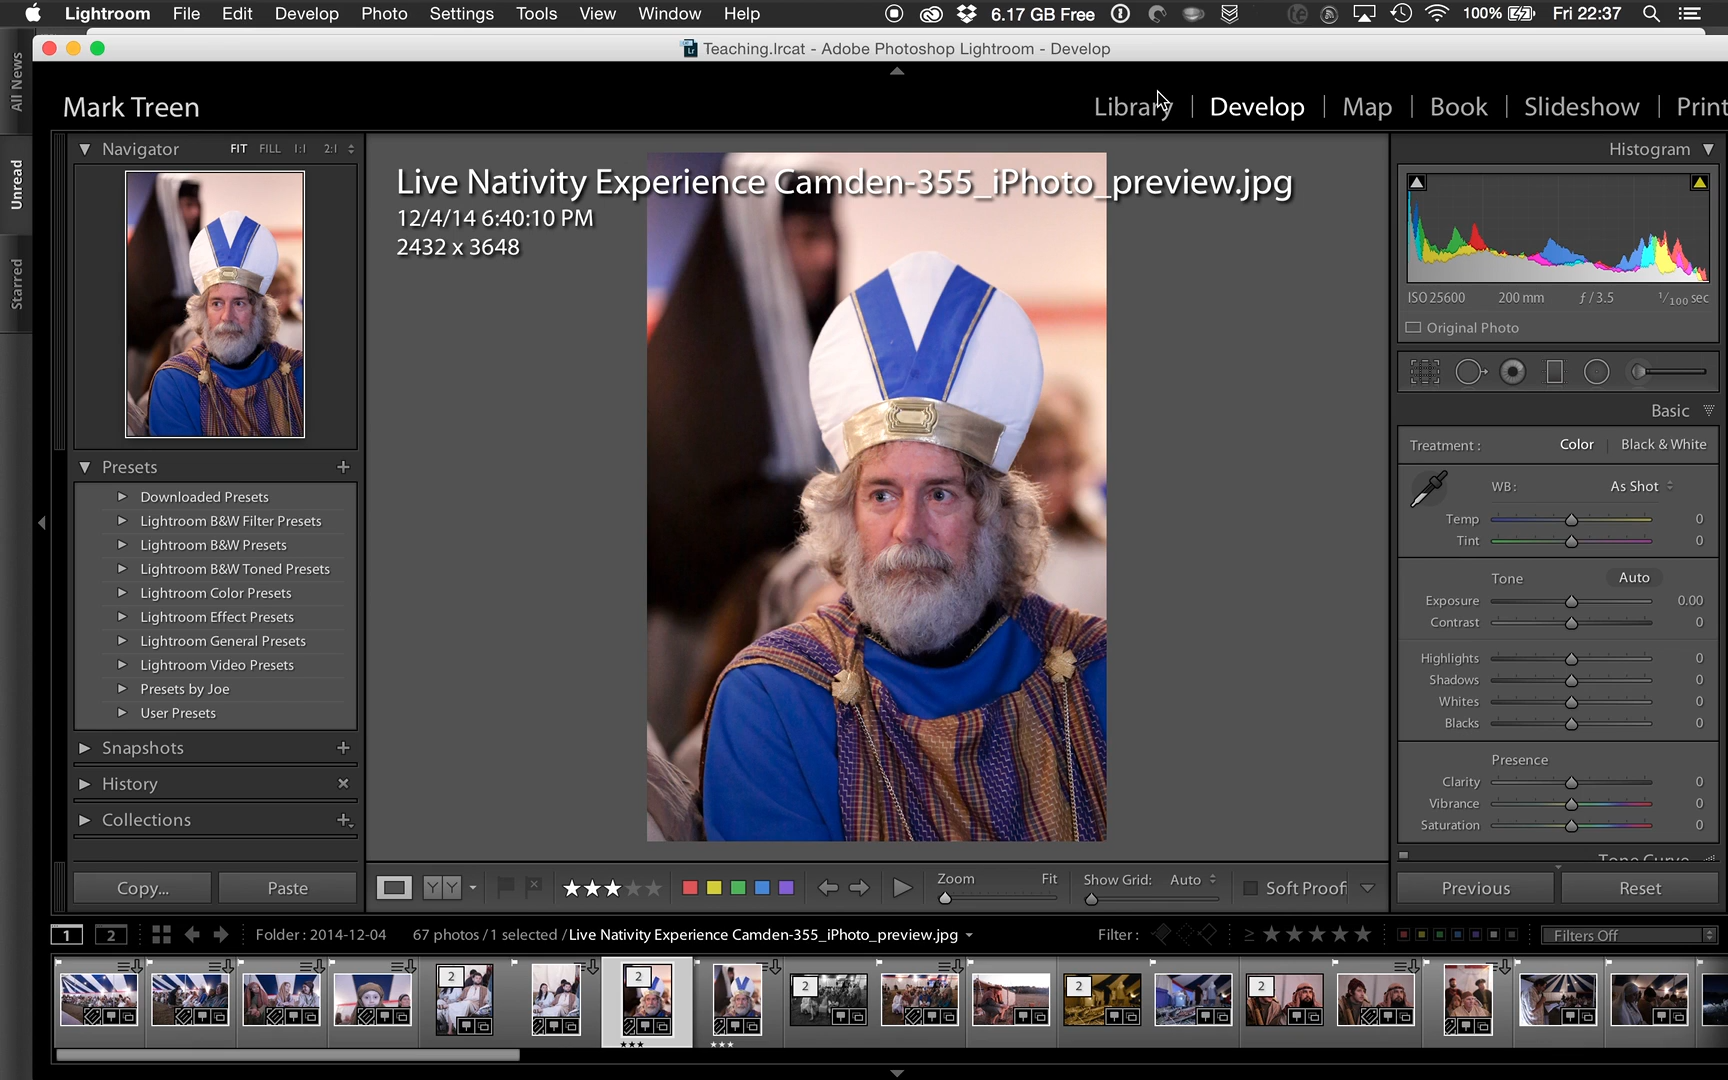 Lightroom File Edit Develop Photo Settings Tools View Window Help 6.17 GB Free 100% Fri 22:37
Teaching.lrcat - Adobe Photoshop Lightroom - Develop
All News
Unread
Starred
Mark Treen
Library | Develop | Map | Book | Slideshow | Print
Navigator FIT FILL 1:1 2:1
Presets
Downloaded Presets
Lightroom B&W Filter Presets
Lightroom B&W Presets
Lightroom B&W Toned Presets
Lightroom Color Presets
Lightroom Effect Presets
Lightroom General Presets
Lightroom Video Presets
Presets by Joe
User Presets
Snapshots
History
Collections
Copy... Paste
Live Nativity Experience Camden-355_iPhoto_preview.jpg
12/4/14 6:40:10 PM
2432 x 3648
Histogram
ISO 25600 200 mm ƒ / 3.5 1/100 sec
Original Photo
Basic
Treatment : Color | Black & White
WB : As Shot
Temp 0
Tint 0
Tone Auto
Exposure 0.00
Contrast 0
Highlights 0
Shadows 0
Whites 0
Blacks 0
Presence
Clarity 0
Vibrance 0
Saturation 0
Tone Curve
Previous Reset
Y Y Zoom Fit Show Grid: Auto Soft Proof
1 2 Folder : 2014-12-04 67 photos / 1 selected / Live Nativity Experience Camden-355_iPhoto_preview.jpg Filter : Filters Off
2 2 2 2 2